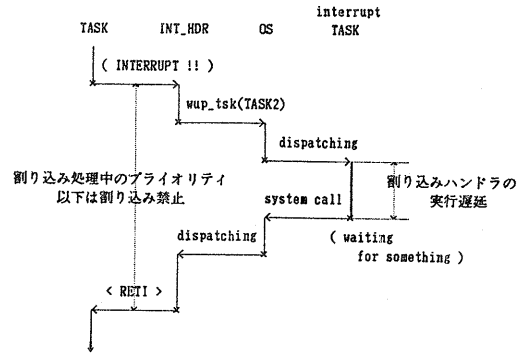 interrupt
TASK INT_HDR OS TASK
( INTERRUPT !! )
wup_tsk(TASK2)
dispatching
割り込み処理中のプライオリティ
以下は割り込み禁止
割り込みハンドラの
実行遅延
system call
dispatching
( waiting
for something )
< RETI >